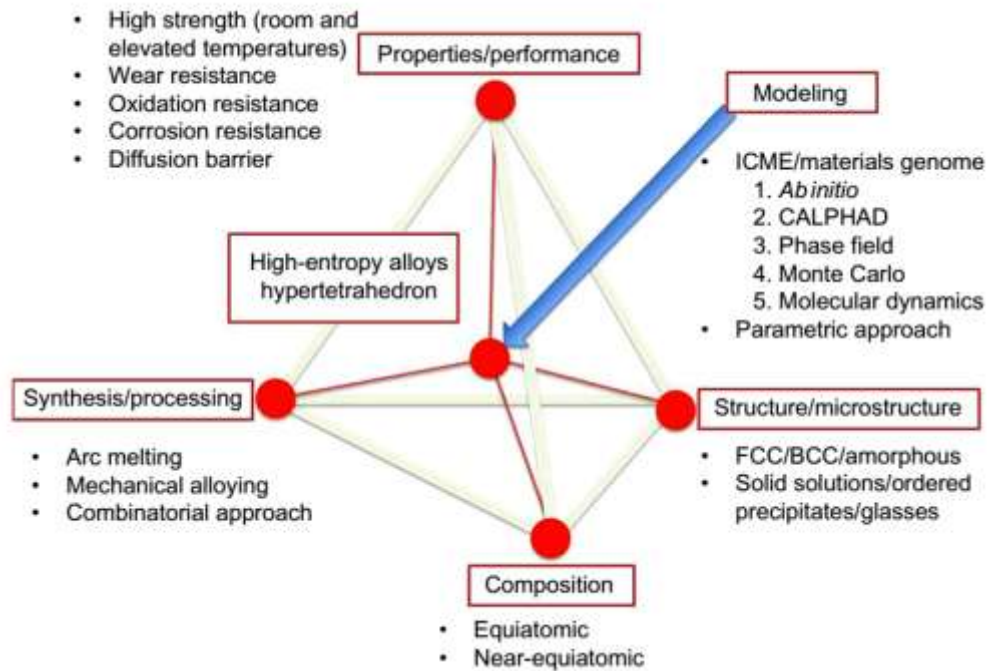 • High strength (room and
elevated temperatures)
• Wear resistance
• Oxidation resistance
• Corrosion resistance
• Diffusion barrier
Properties/performance
Modeling
• ICME/materials genome
1. Ab initio
2. CALPHAD
3. Phase field
4. Monte Carlo
5. Molecular dynamics
• Parametric approach
High-entropy alloys
hypertetrahedron
Synthesis/processing
• Arc melting
• Mechanical alloying
• Combinatorial approach
Structure/microstructure
• FCC/BCC/amorphous
• Solid solutions/ordered
precipitates/glasses
Composition
• Equiatomic
• Near-equiatomic